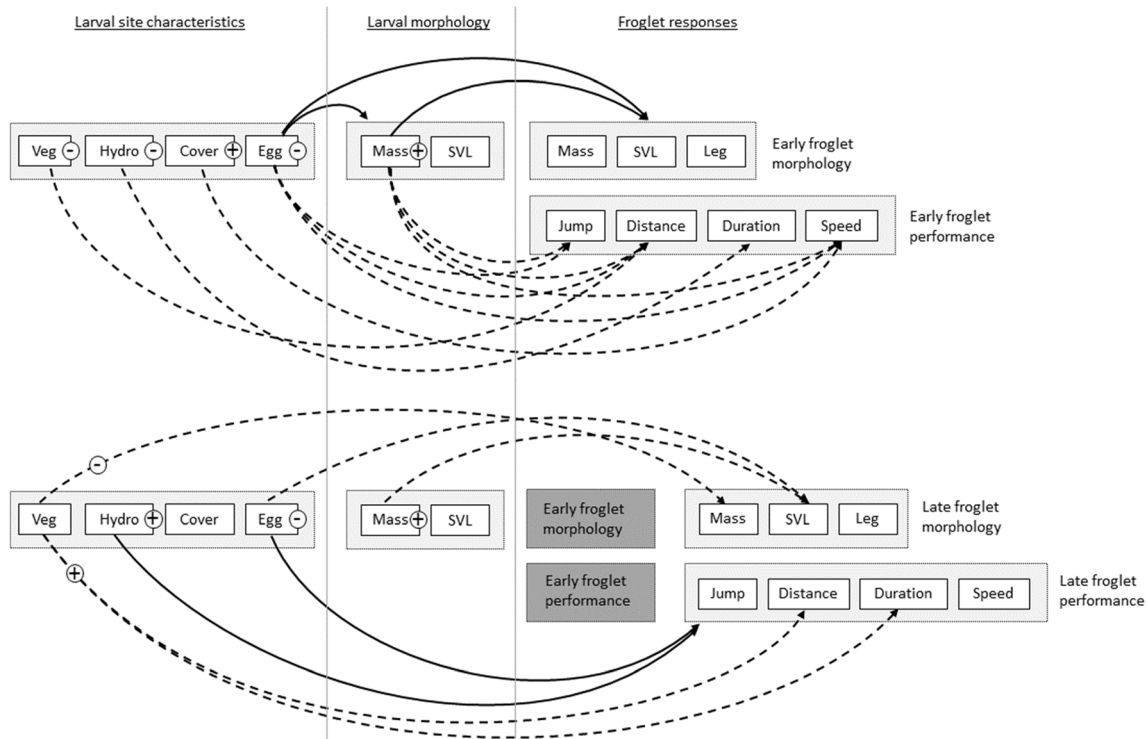 Larval site characteristics
Larval morphology
Froglet responses
Veg - Hydro - Cover + Egg -
Mass + SVL
Mass SVL Leg
Early froglet
morphology
Jump Distance Duration Speed
Early froglet
performance
-
Veg Hydro + Cover Egg -
Mass + SVL
Early froglet
morphology
Mass SVL Leg
Late froglet
morphology
+
Early froglet
performance
Jump Distance Duration Speed
Late froglet
performance